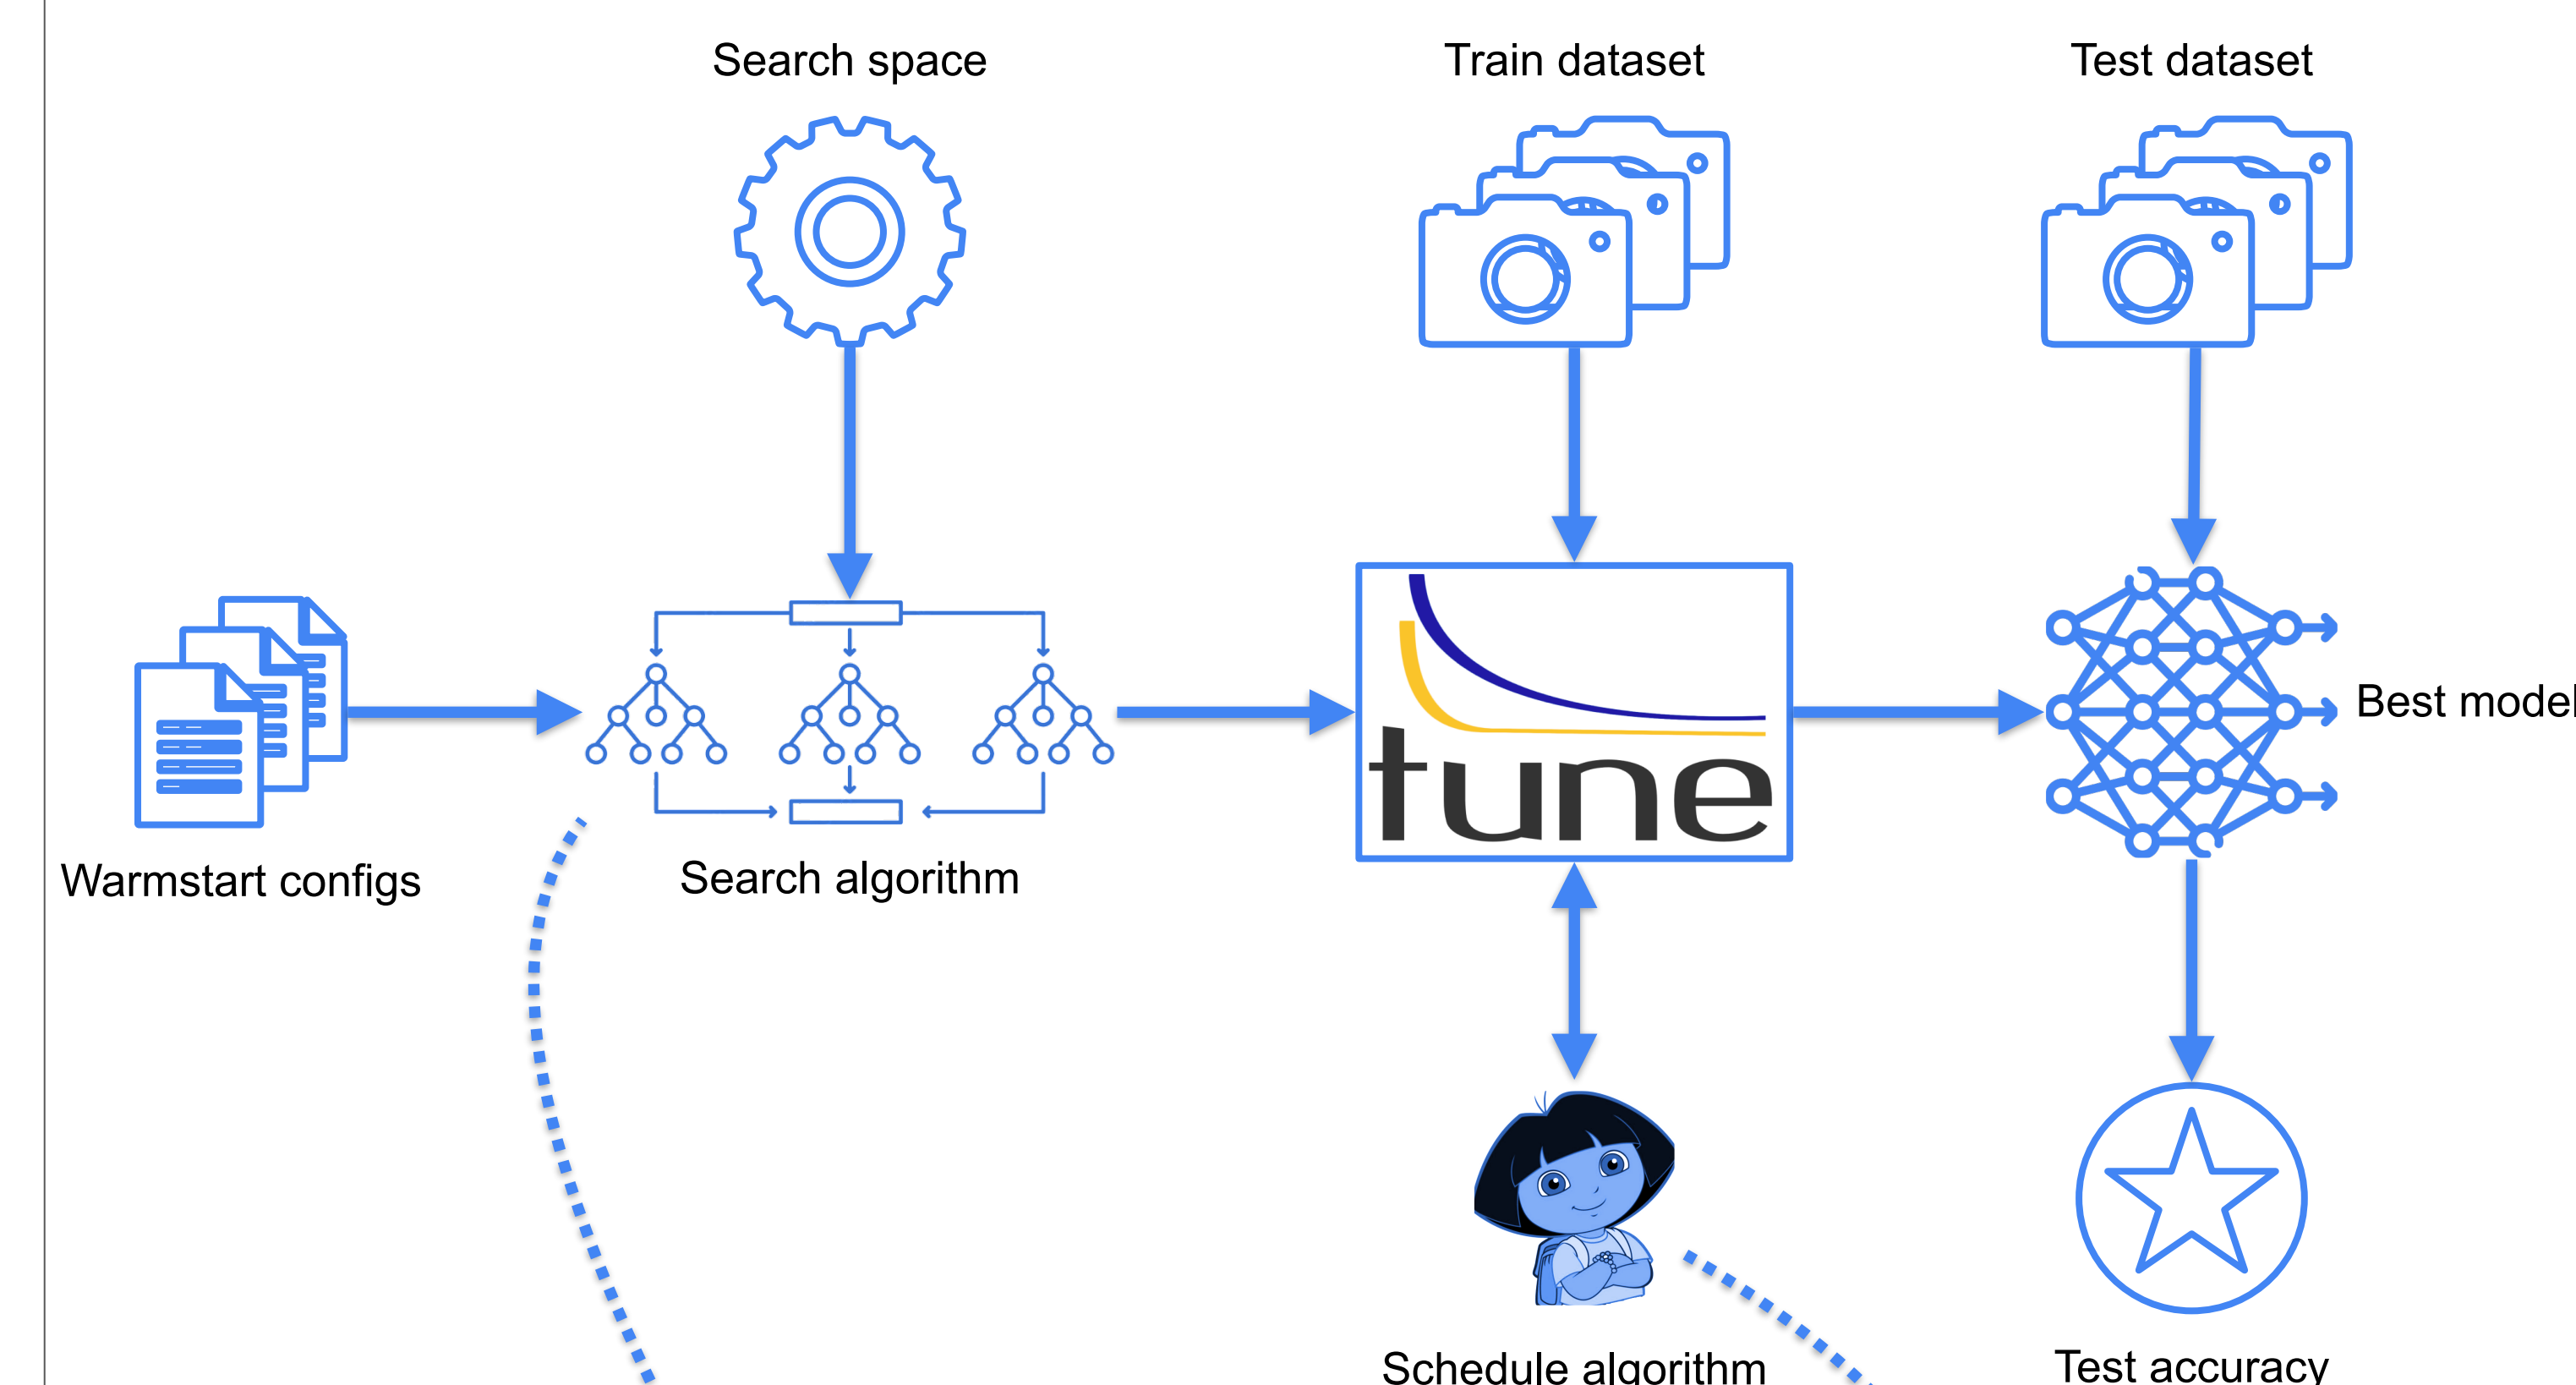 Search space
Train dataset
Test dataset
tune
Best model
Warmstart configs
Search algorithm
Schedule algorithm
Test accuracy